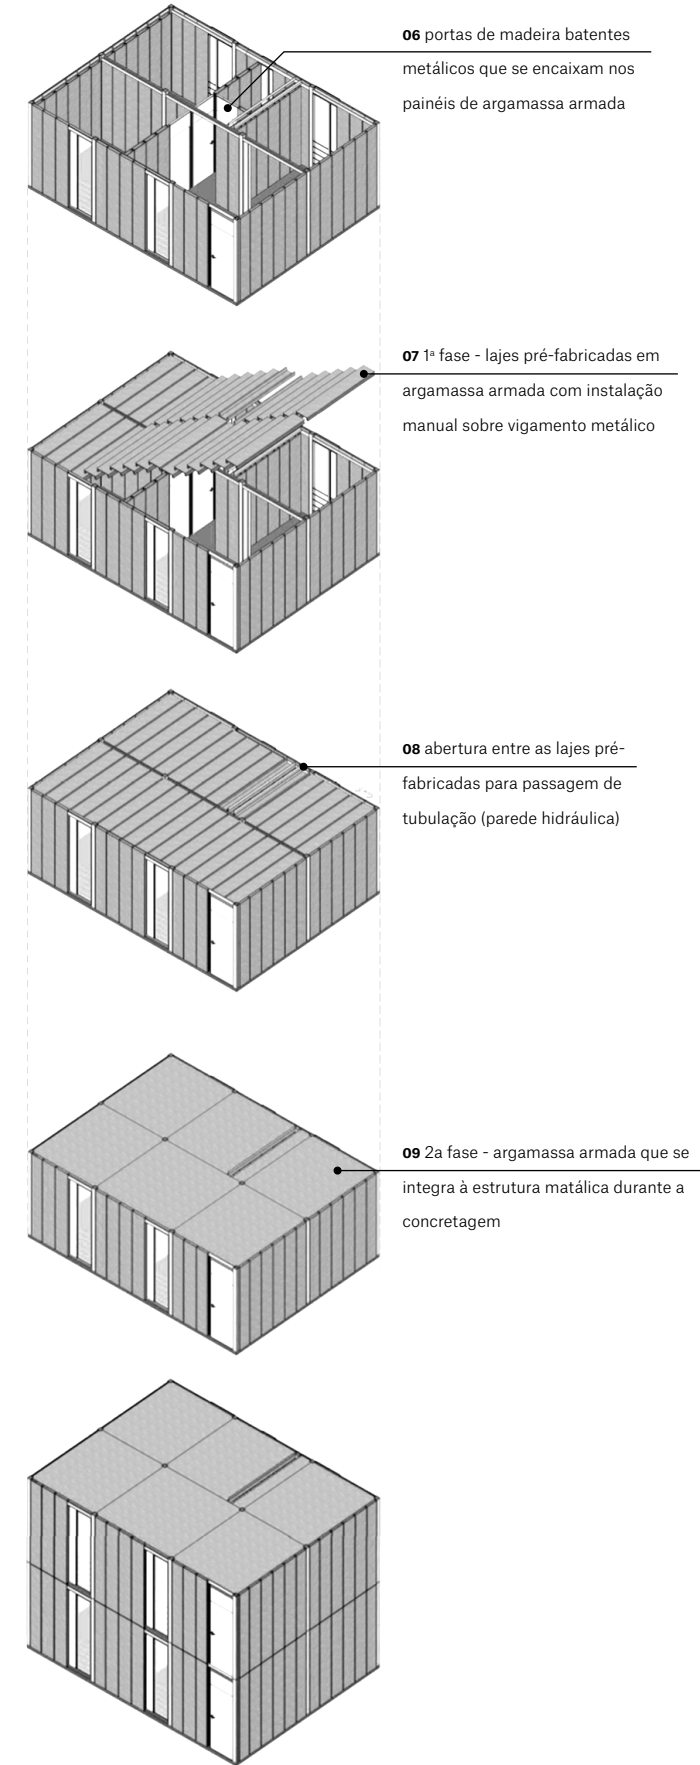 06 portas de madeira batentes
metálicos que se encaixam nos
painéis de argamassa armada
07 1ª fase - lajes pré-fabricadas em
argamassa armada com instalação
manual sobre vigamento metálico
08 abertura entre as lajes pré-
fabricadas para passagem de
tubulação (parede hidráulica)
09 2a fase - argamassa armada que se
integra à estrutura matálica durante a
concretagem